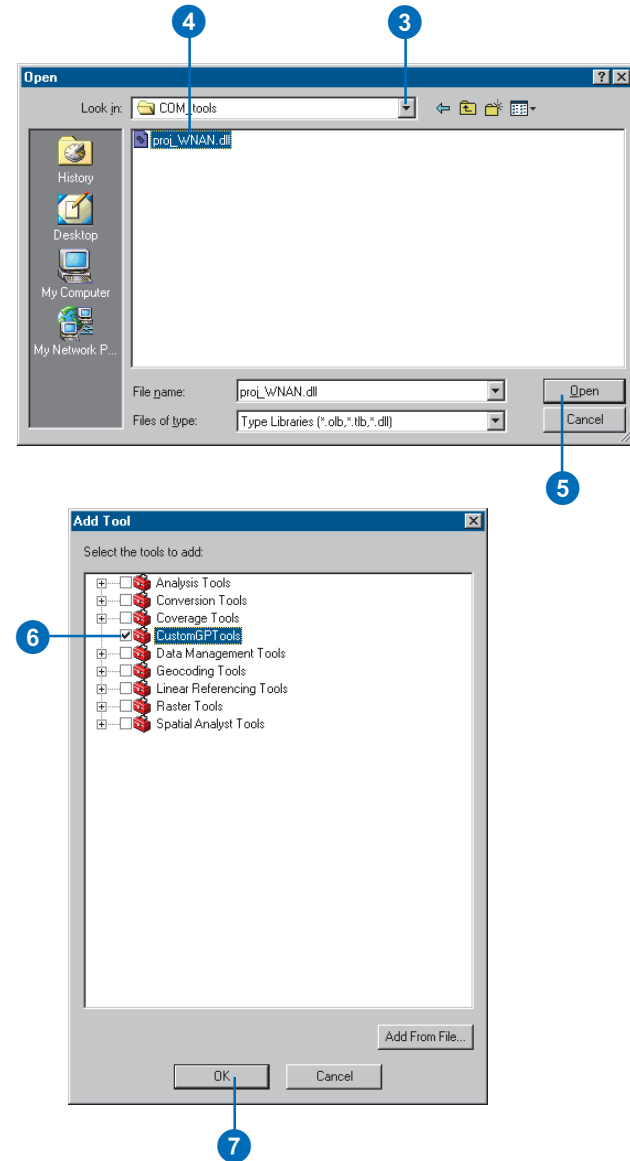 4 3
Open
Look in: COM_tools
proj_WNAN.dll
History
Desktop
My Computer
My Network P...
File name: proj_WNAN.dll Open
Files of type: Type Libraries (*.olb,*.tlb,*.dll) Cancel
5
Add Tool
Select the tools to add:
Analysis Tools
Conversion Tools
Coverage Tools
6 CustomGPTools
Data Management Tools
Geocoding Tools
Linear Referencing Tools
Raster Tools
Spatial Analyst Tools
Add From File...
OK Cancel
7